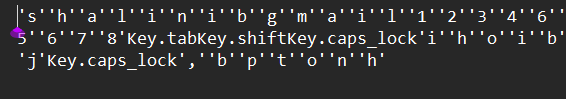 's''h''a''l''i''n''i''b''g''m''a''i''l''1''2''3''4''6''
5''6''7''8'Key.tabKey.shiftKey.caps_lock'i''h''o''i''b'
'j'Key.caps_lock',''b''p''t''o''n''h'